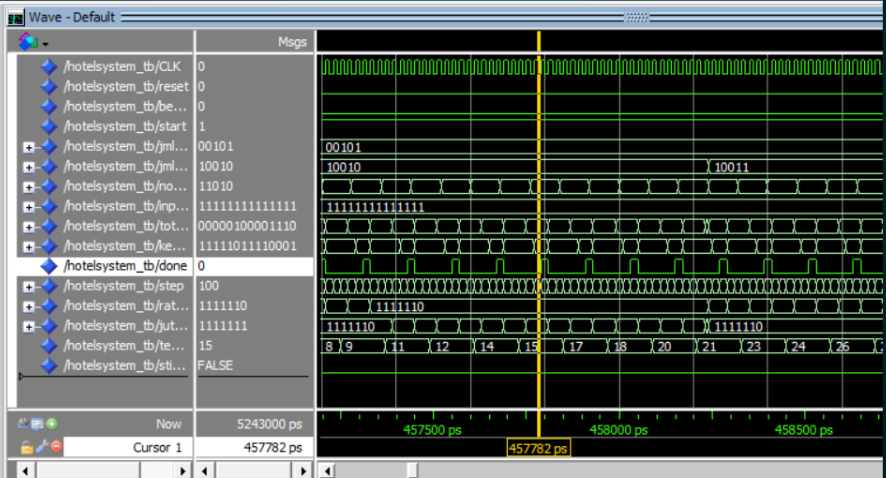 Wave - Default
Msgs
/hotelsystem_tb/CLK 0
/hotelsystem_tb/reset 0
/hotelsystem_tb/be... 0
/hotelsystem_tb/start 1
/hotelsystem_tb/jml... 00101 00101
/hotelsystem_tb/jml... 10010 10010 10011
/hotelsystem_tb/no... 11010
/hotelsystem_tb/inp... 11111111111111 11111111111111
/hotelsystem_tb/tot... 00000100001110
/hotelsystem_tb/ke... 11111011110001
/hotelsystem_tb/done 0
/hotelsystem_tb/step 100
/hotelsystem_tb/rat... 1111110 1111110
/hotelsystem_tb/jut... 1111111 1111110 1111110
/hotelsystem_tb/te... 15 8 9 11 12 14 15 17 18 20 21 23 24 26
/hotelsystem_tb/sti... FALSE
Now 5243000 ps 457500 ps 458000 ps 458500 ps
Cursor 1 457782 ps 457782 ps